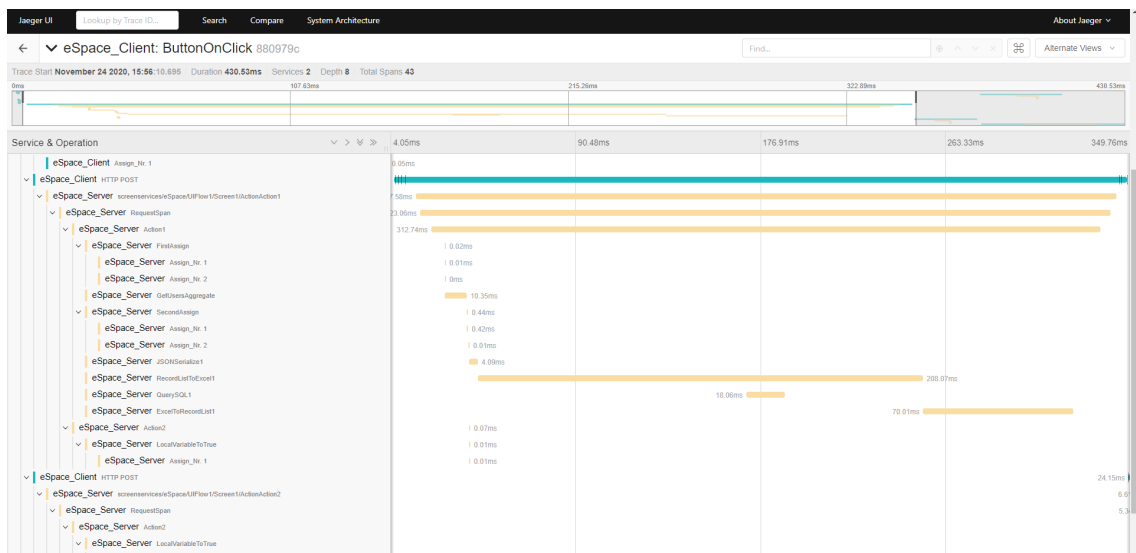 Jaeger UI Lookup by Trace ID... Search Compare System Architecture About Jaeger
eSpace_Client: ButtonOnClick 880979c Find... Alternate Views
Trace Start November 24 2020, 15:56:10.695 Duration 430.53ms Services 2 Depth 8 Total Spans 43
0ms 107.63ms 215.26ms 322.89ms 430.53ms
Service & Operation 4.05ms 90.48ms 176.91ms 263.33ms 349.76ms
eSpace_Client Assign_Nr. 1 0.05ms
eSpace_Client HTTP POST
eSpace_Server screenservices/eSpace/UIFlow1/Screen1/ActionAction1 7.58ms
eSpace_Server RequestSpan 23.06ms
eSpace_Server Action1 312.74ms
eSpace_Server FirstAssign 0.02ms
eSpace_Server Assign_Nr. 1 0.01ms
eSpace_Server Assign_Nr. 2 0ms
eSpace_Server GetUsersAggregate 10.35ms
eSpace_Server SecondAssign 0.44ms
eSpace_Server Assign_Nr. 1 0.42ms
eSpace_Server Assign_Nr. 2 0.01ms
eSpace_Server JSONSerialize1 4.09ms
eSpace_Server RecordListToExcel1 208.07ms
eSpace_Server QuerySQL1 18.06ms
eSpace_Server ExcelToRecordList1 70.01ms
eSpace_Server Action2 0.07ms
eSpace_Server LocalVariableToTrue 0.01ms
eSpace_Server Assign_Nr. 1 0.01ms
eSpace_Client HTTP POST 24.15ms
eSpace_Server screenservices/eSpace/UIFlow1/Screen1/ActionAction2
eSpace_Server RequestSpan
eSpace_Server Action2
eSpace_Server LocalVariableToTrue